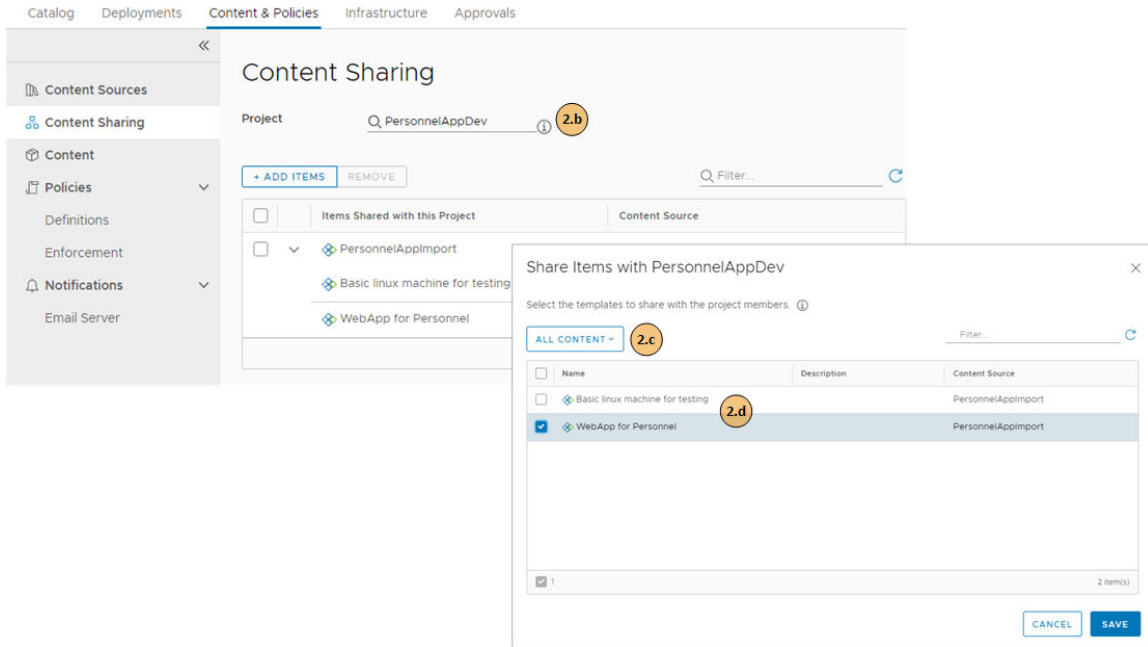 Catalog Deployments Content & Policies Infrastructure Approvals
Content Sources
Content Sharing
Content
Policies
Definitions
Enforcement
Notifications
Email Server
Content Sharing
Project PersonnelAppDev 2.b
+ ADD ITEMS REMOVE Filter...
Items Shared with this Project Content Source
PersonnelAppImport
Basic linux machine for testing
WebApp for Personnel
Share Items with PersonnelAppDev
Select the templates to share with the project members.
ALL CONTENT 2.c Filter...
Name Description Content Source
Basic linux machine for testing PersonnelAppImport
2.d
WebApp for Personnel PersonnelAppImport
1 2 item(s)
CANCEL SAVE